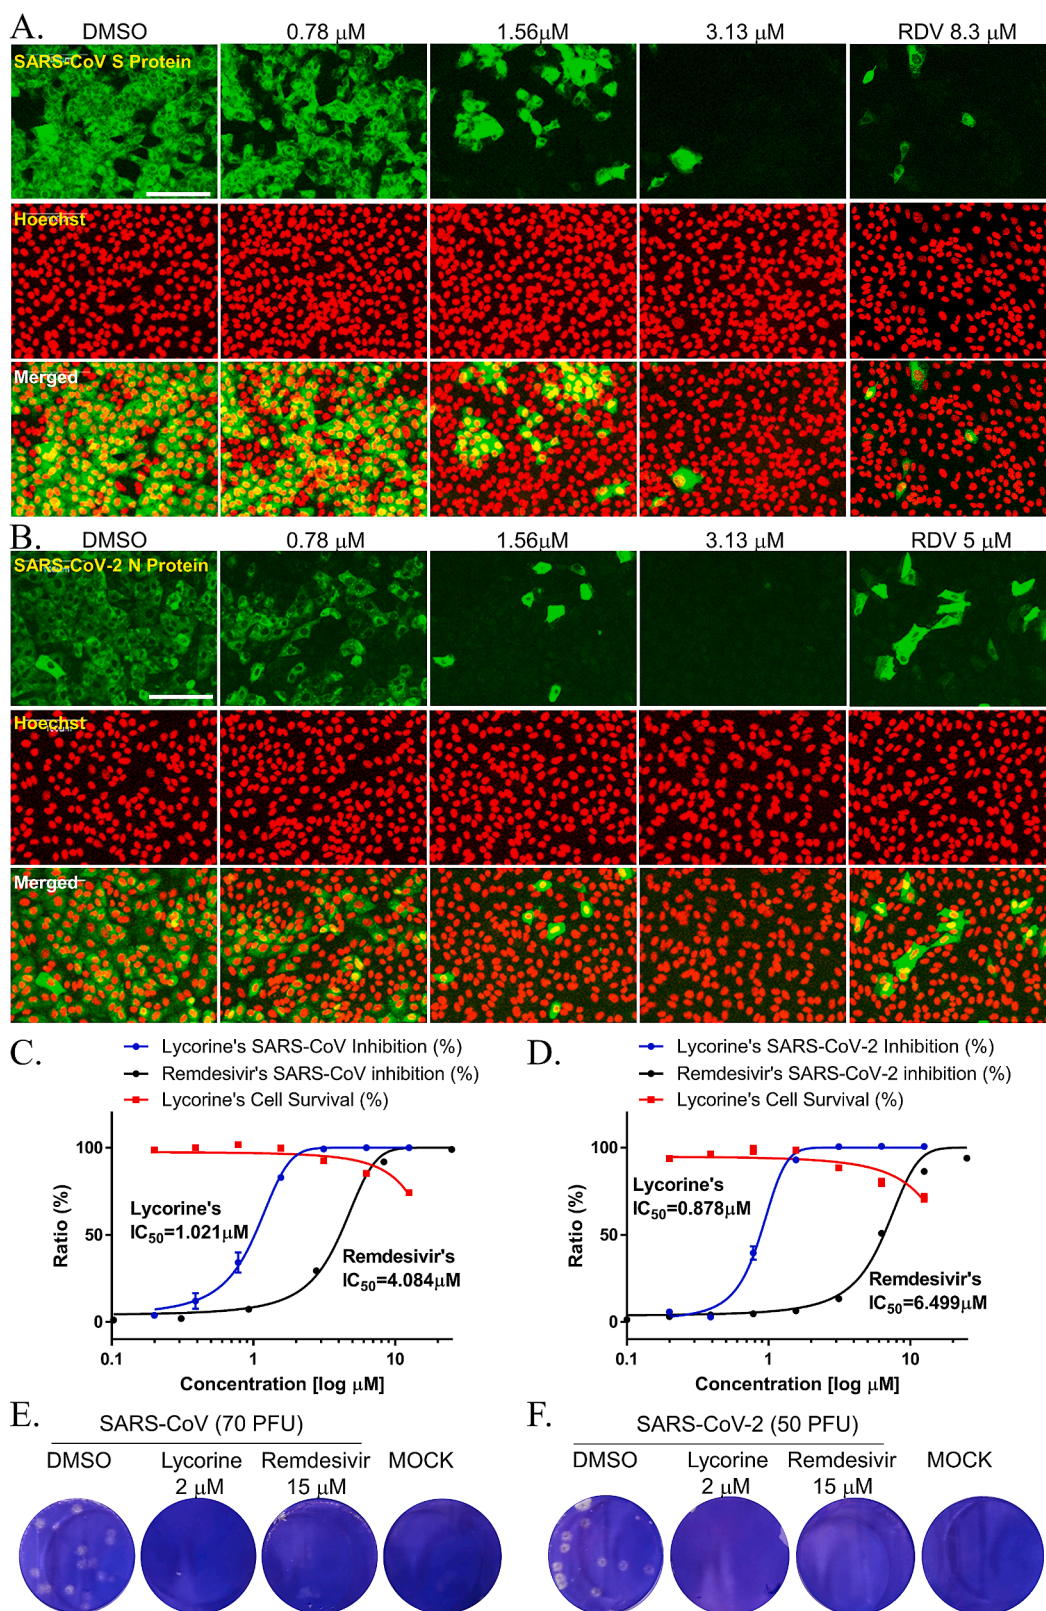 A.
DMSO 0.78 μM 1.56μM 3.13 μM RDV 8.3 μM
SARS-CoV S Protein
Hoechst
Merged
B.
DMSO 0.78 μM 1.56μM 3.13 μM RDV 5 μM
SARS-CoV-2 N Protein
Hoechst
Merged
C.
Lycorine's SARS-CoV Inhibition (%)
Remdesivir's SARS-CoV inhibition (%)
Lycorine's Cell Survival (%)
Ratio (%)
100
50
0
Lycorine's
IC50=1.021μM
Remdesivir's
IC50=4.084μM
0.1 1 10
Concentration [log μM]
D.
Lycorine's SARS-CoV-2 Inhibition (%)
Remdesivir's SARS-CoV-2 inhibition (%)
Lycorine's Cell Survival (%)
Ratio (%)
100
50
0
Lycorine's
IC50=0.878μM
Remdesivir's
IC50=6.499μM
0.1 1 10
Concentration [log μM]
E.
SARS-CoV (70 PFU)
DMSO Lycorine Remdesivir MOCK
2 μM 15 μM
F.
SARS-CoV-2 (50 PFU)
DMSO Lycorine Remdesivir MOCK
2 μM 15 μM